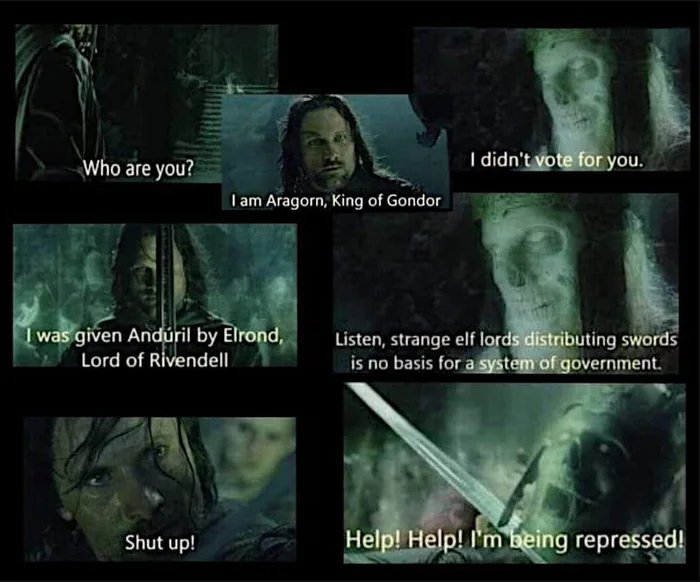 Who are you?
I am Aragorn, King of Gondor
I didn't vote for you.
I was given Andúril by Elrond,
Lord of Rivendell
Listen, strange elf lords distributing swords
is no basis for a system of government.
Shut up!
Help! Help! I'm being repressed!